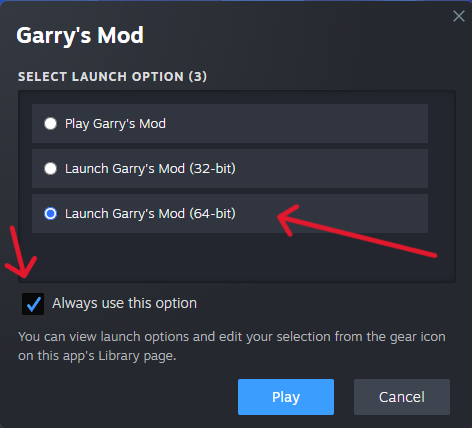 Garry's Mod
SELECT LAUNCH OPTION (3)
Play Garry's Mod
Launch Garry's Mod (32-bit)
Launch Garry's Mod (64-bit)
Always use this option
You can view launch options and edit your selection from the gear icon
on this app's Library page.
Play
Cancel